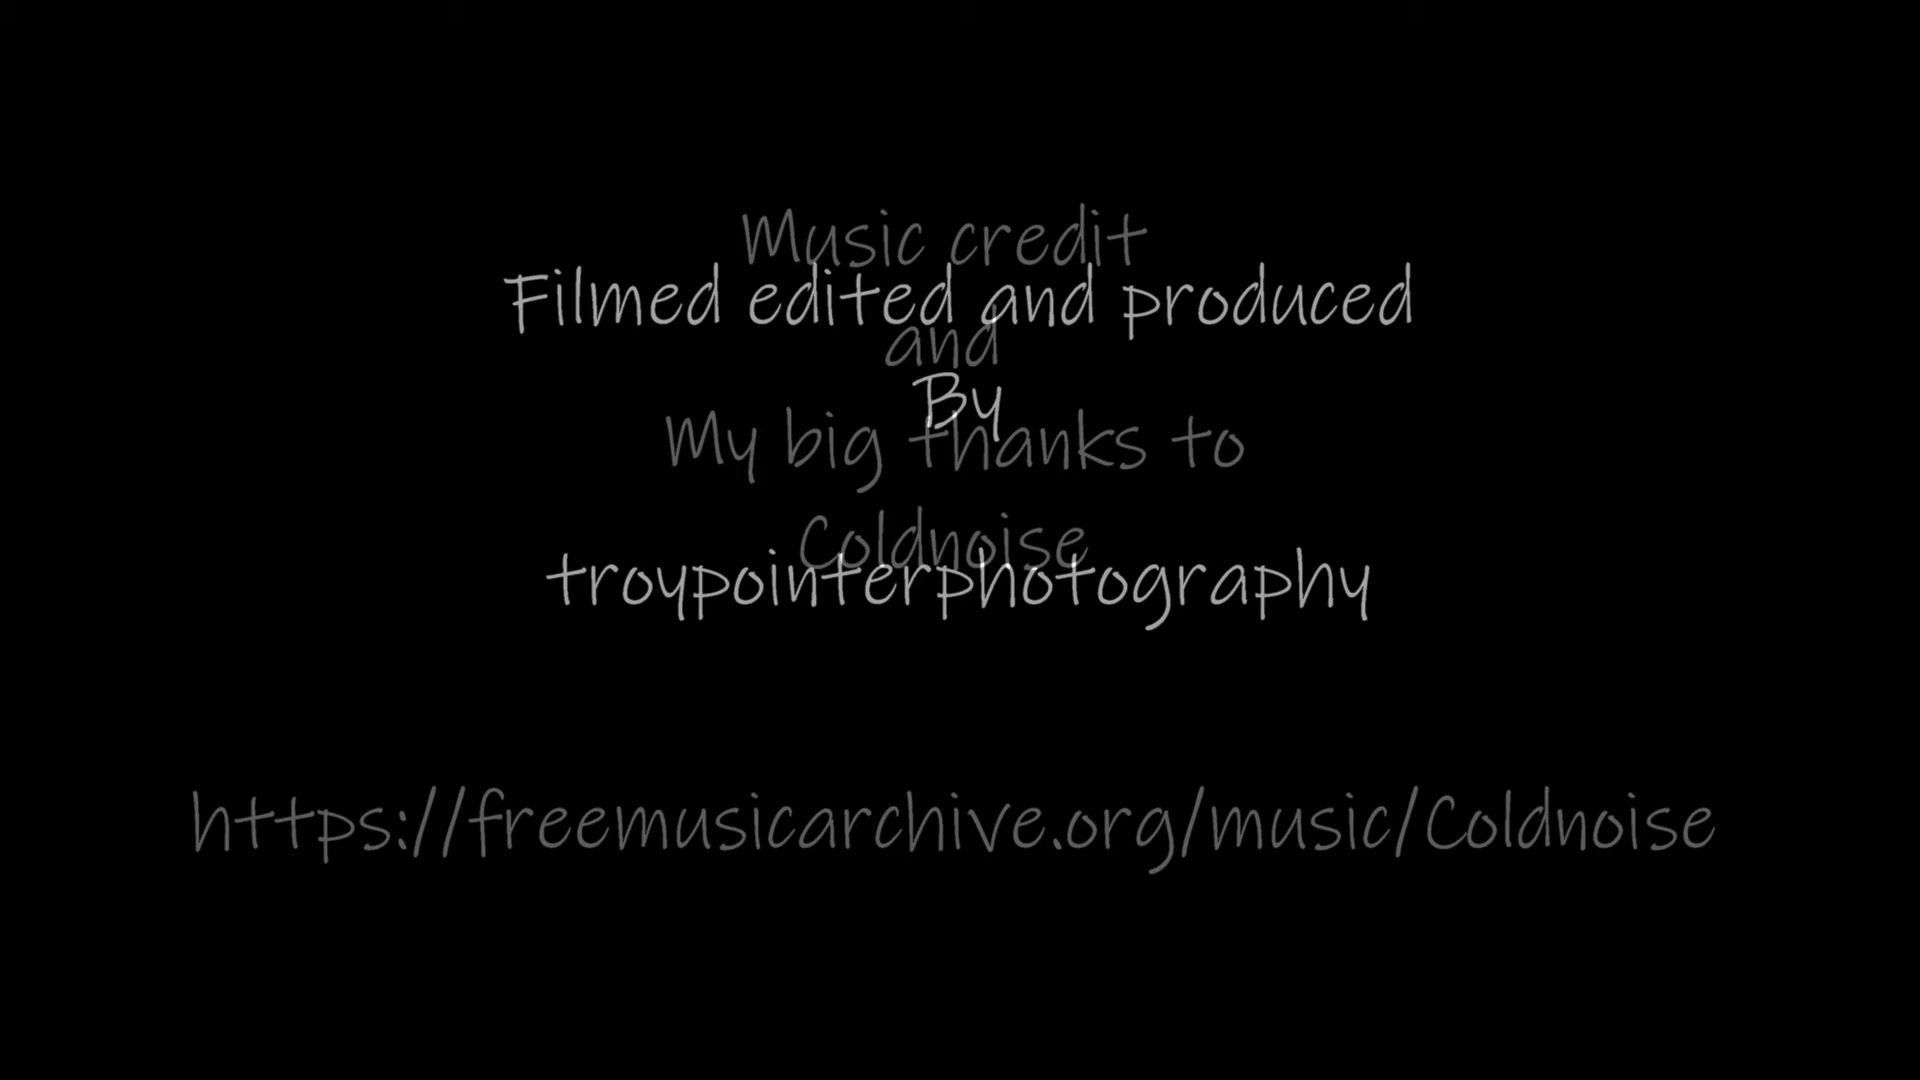 Music credit
Filmed edited and produced
and
By
My big thanks to
Coldnoise
troypointerphotography
https://freemusicarchive.org/music/Coldnoise